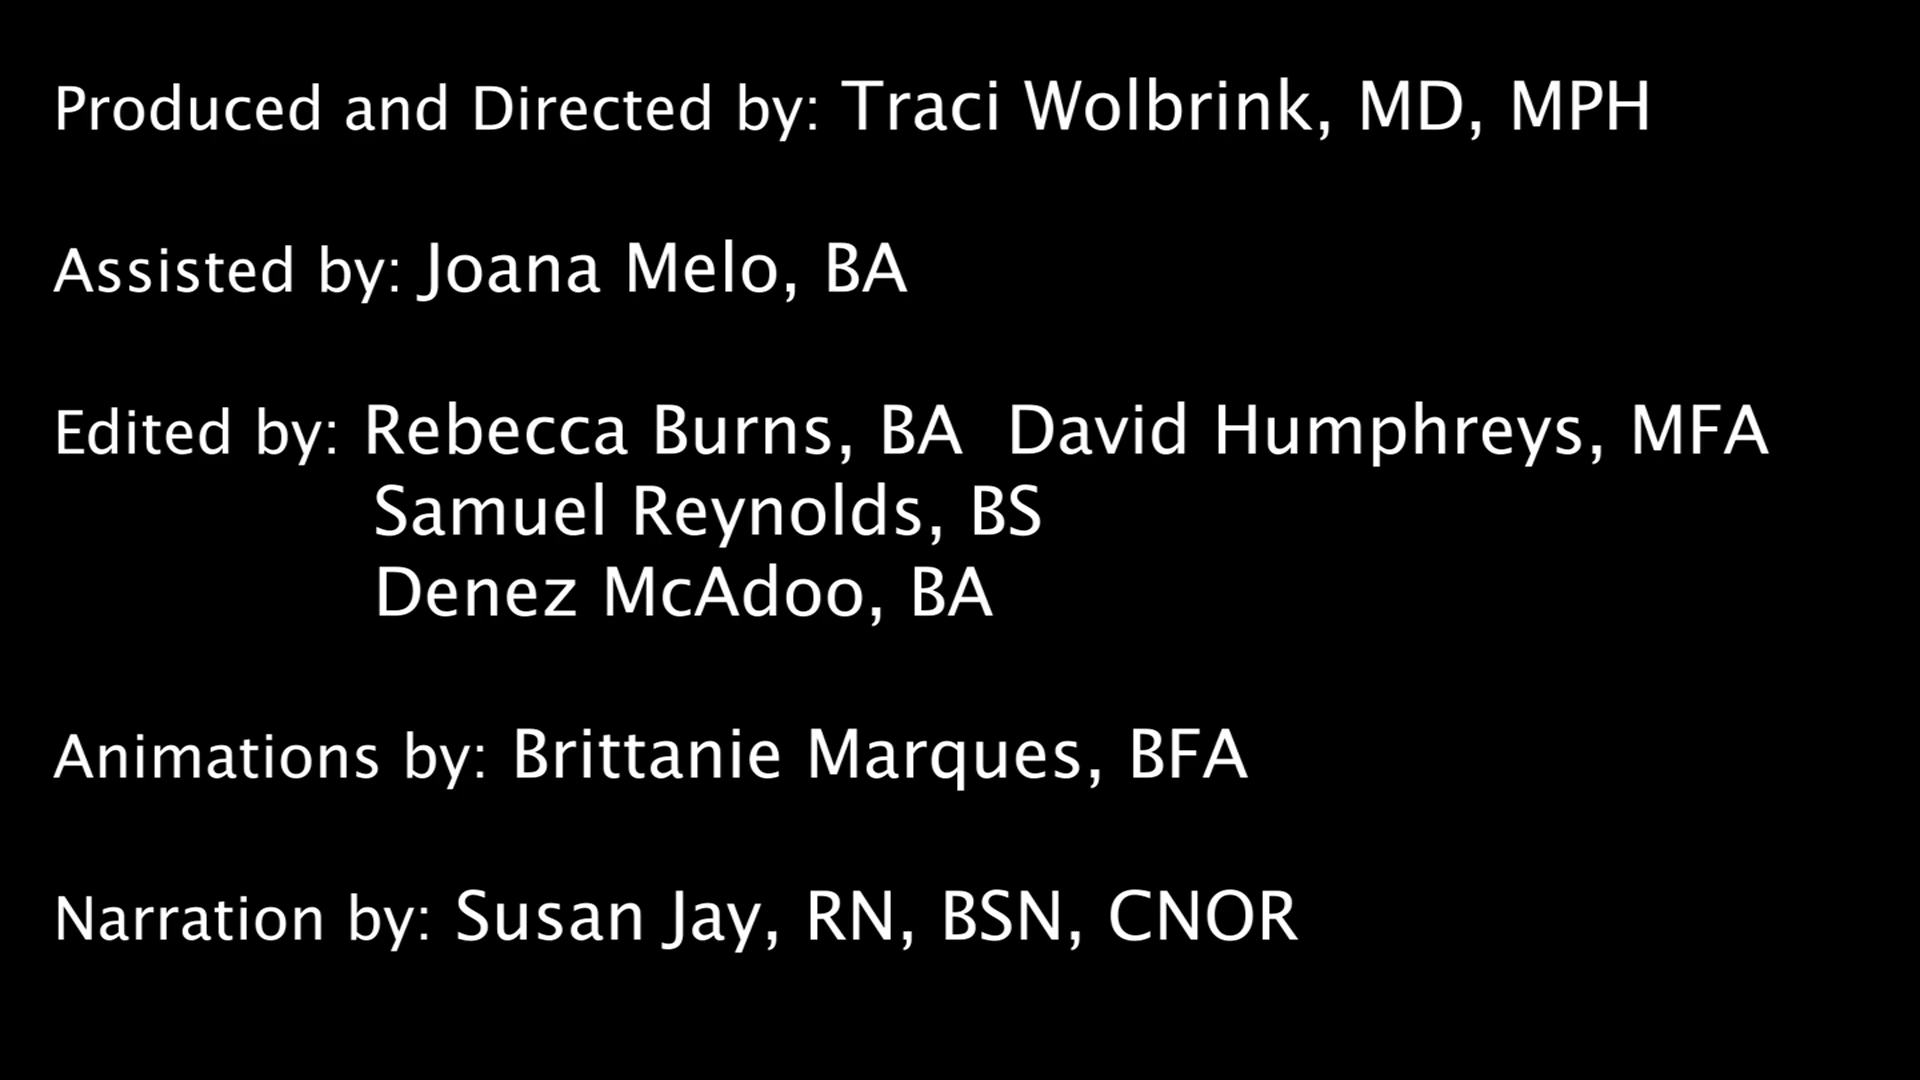 Produced and Directed by: Traci Wolbrink, MD, MPH
Assisted by: Joana Melo, BA
Edited by: Rebecca Burns, BA  David Humphreys, MFA
Samuel Reynolds, BS
Denez McAdoo, BA
Animations by: Brittanie Marques, BFA
Narration by: Susan Jay, RN, BSN, CNOR